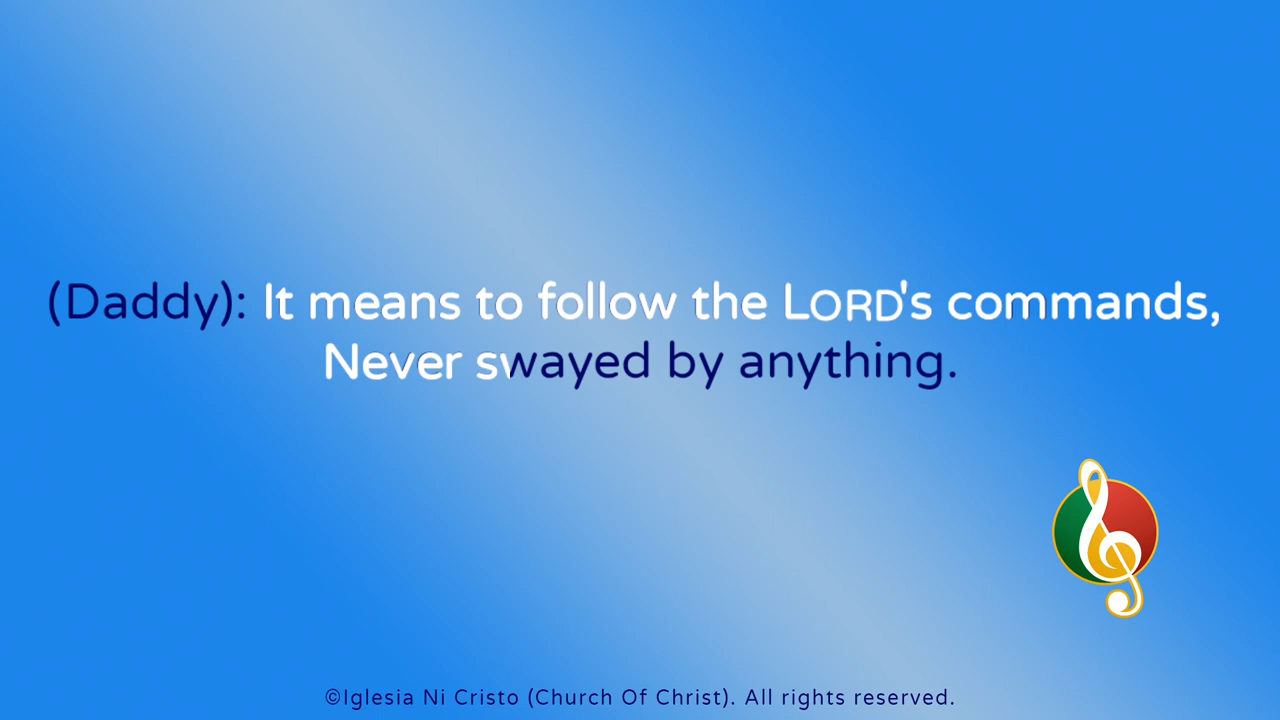 (Daddy): It means to follow the LORD's commands,
Never swayed by anything.
©Iglesia Ni Cristo (Church Of Christ). All rights reserved.